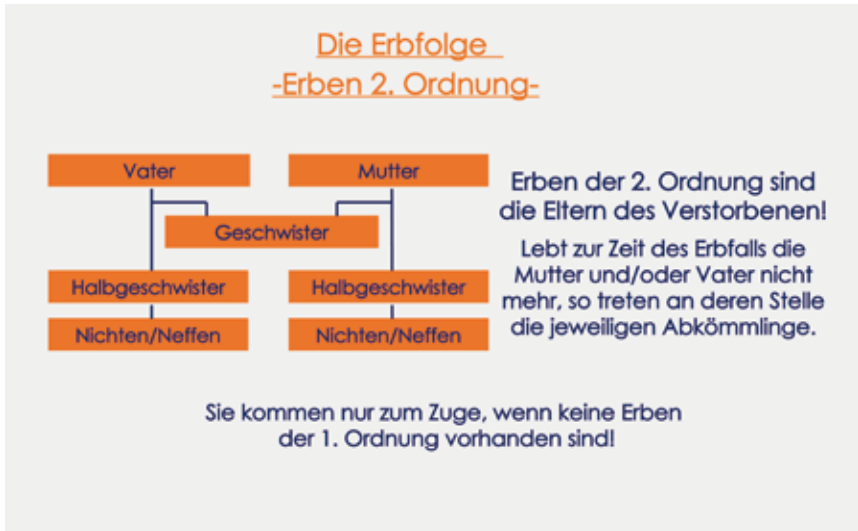 Die Erbfolge
-Erben 2. Ordnung-
Vater
Mutter
Geschwister
Halbgeschwister
Halbgeschwister
Nichten/Neffen
Nichten/Neffen
Erben der 2. Ordnung sind
die Eltern des Verstorbenen!
Lebt zur Zeit des Erbfalls die
Mutter und/oder Vater nicht
mehr, so treten an deren Stelle
die jeweiligen Abkömmlinge.
Sie kommen nur zum Zuge, wenn keine Erben
der 1. Ordnung vorhanden sind!